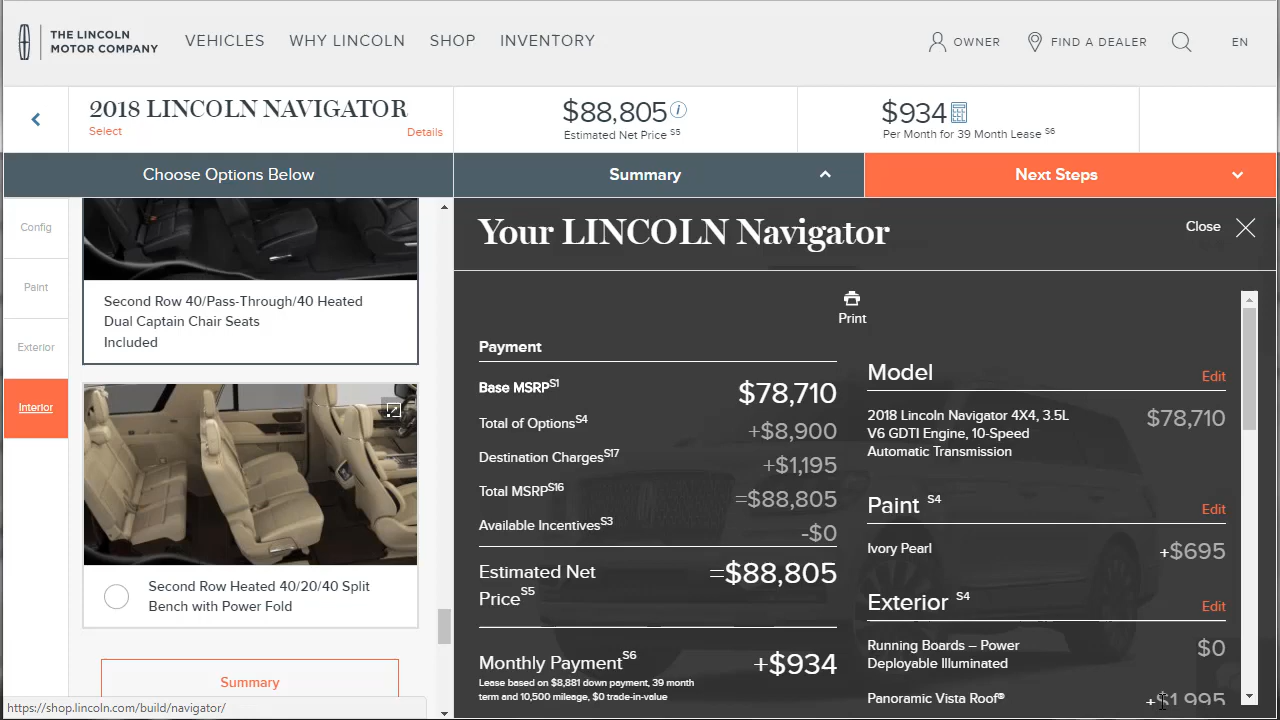 THE LINCOLN
MOTOR COMPANY
VEHICLES
WHY LINCOLN
SHOP
INVENTORY
OWNER
FIND A DEALER
EN
2018 LINCOLN NAVIGATOR
Select
Details
$88,805
Estimated Net Price S5
$934
Per Month for 39 Month Lease S6
Choose Options Below
Summary
Next Steps
Config
Paint
Exterior
Interior
Second Row 40/Pass-Through/40 Heated
Dual Captain Chair Seats
Included
Second Row Heated 40/20/40 Split
Bench with Power Fold
Summary
https://shop.lincoln.com/build/navigator/
Your LINCOLN Navigator
Close
Print
Payment
Base MSRP S1 $78,710
Total of Options S4 +$8,900
Destination Charges S17 +$1,195
Total MSRP S16 =$88,805
Available Incentives S3 -$0
Estimated Net
Price S5 =$88,805
Monthly Payment S6 +$934
Lease based on $8,881 down payment, 39 month
term and 10,500 mileage, $0 trade-in-value
Model
Edit
2018 Lincoln Navigator 4X4, 3.5L $78,710
V6 GDTI Engine, 10-Speed
Automatic Transmission
Paint S4
Edit
Ivory Pearl +$695
Exterior S4
Edit
Running Boards – Power $0
Deployable Illuminated
Panoramic Vista Roof® +$1,995